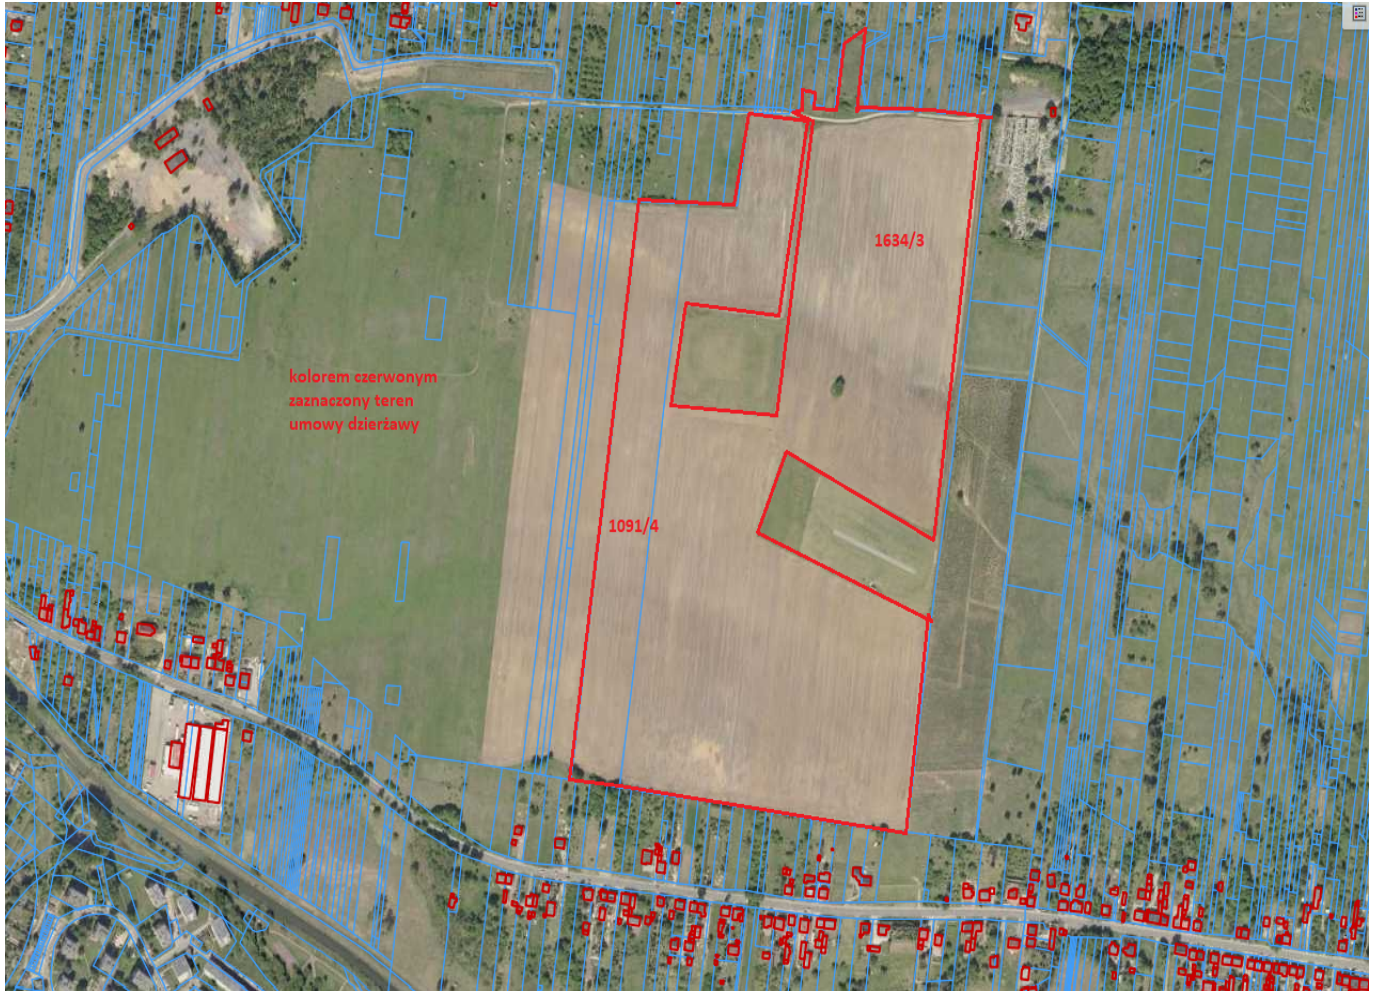 1634/3
kolorem czerwonym
zaznaczony teren
umowy dzierżawy
1091/4